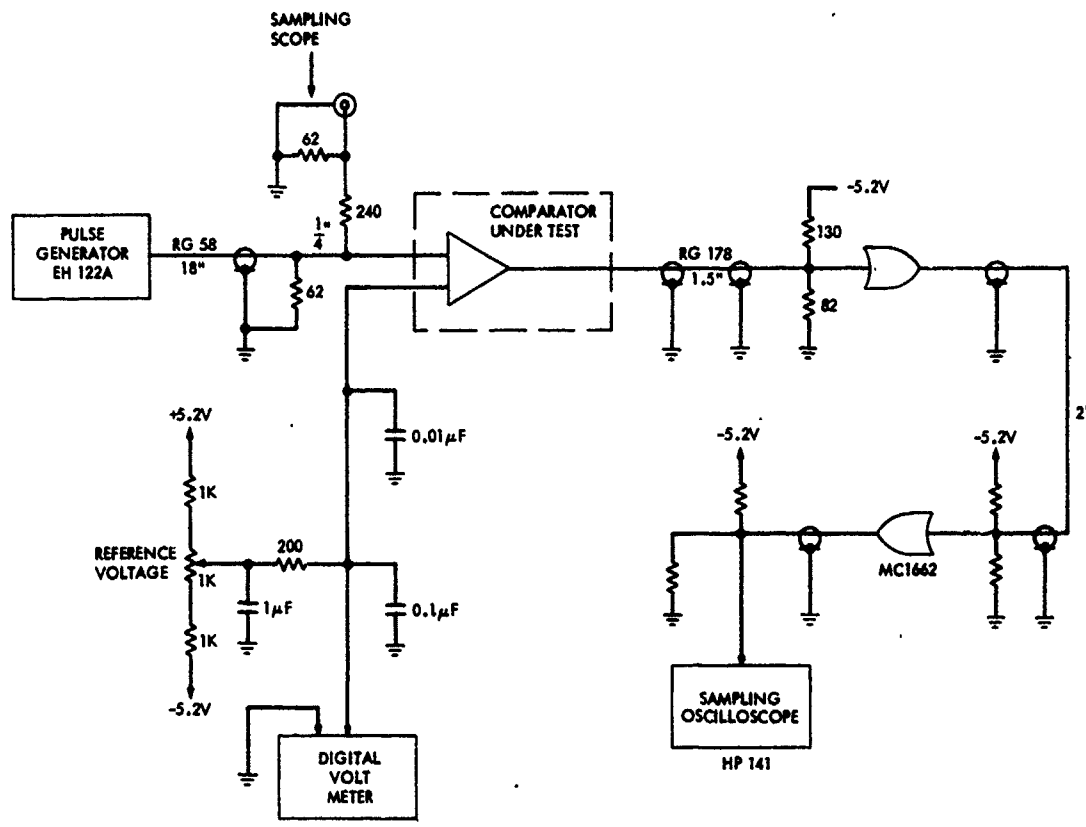 SAMPLING
SCOPE
62
240
1/4"
PULSE
GENERATOR
EH 122A
RG 58
18"
62
COMPARATOR
UNDER TEST
RG 178
1.5"
-5.2V
130
82
2'
+5.2V
1K
REFERENCE
VOLTAGE
1K
1K
-5.2V
200
1µF
0.01µF
0.1µF
DIGITAL
VOLT
METER
-5.2V
-5.2V
MC1662
SAMPLING
OSCILLOSCOPE
HP 141